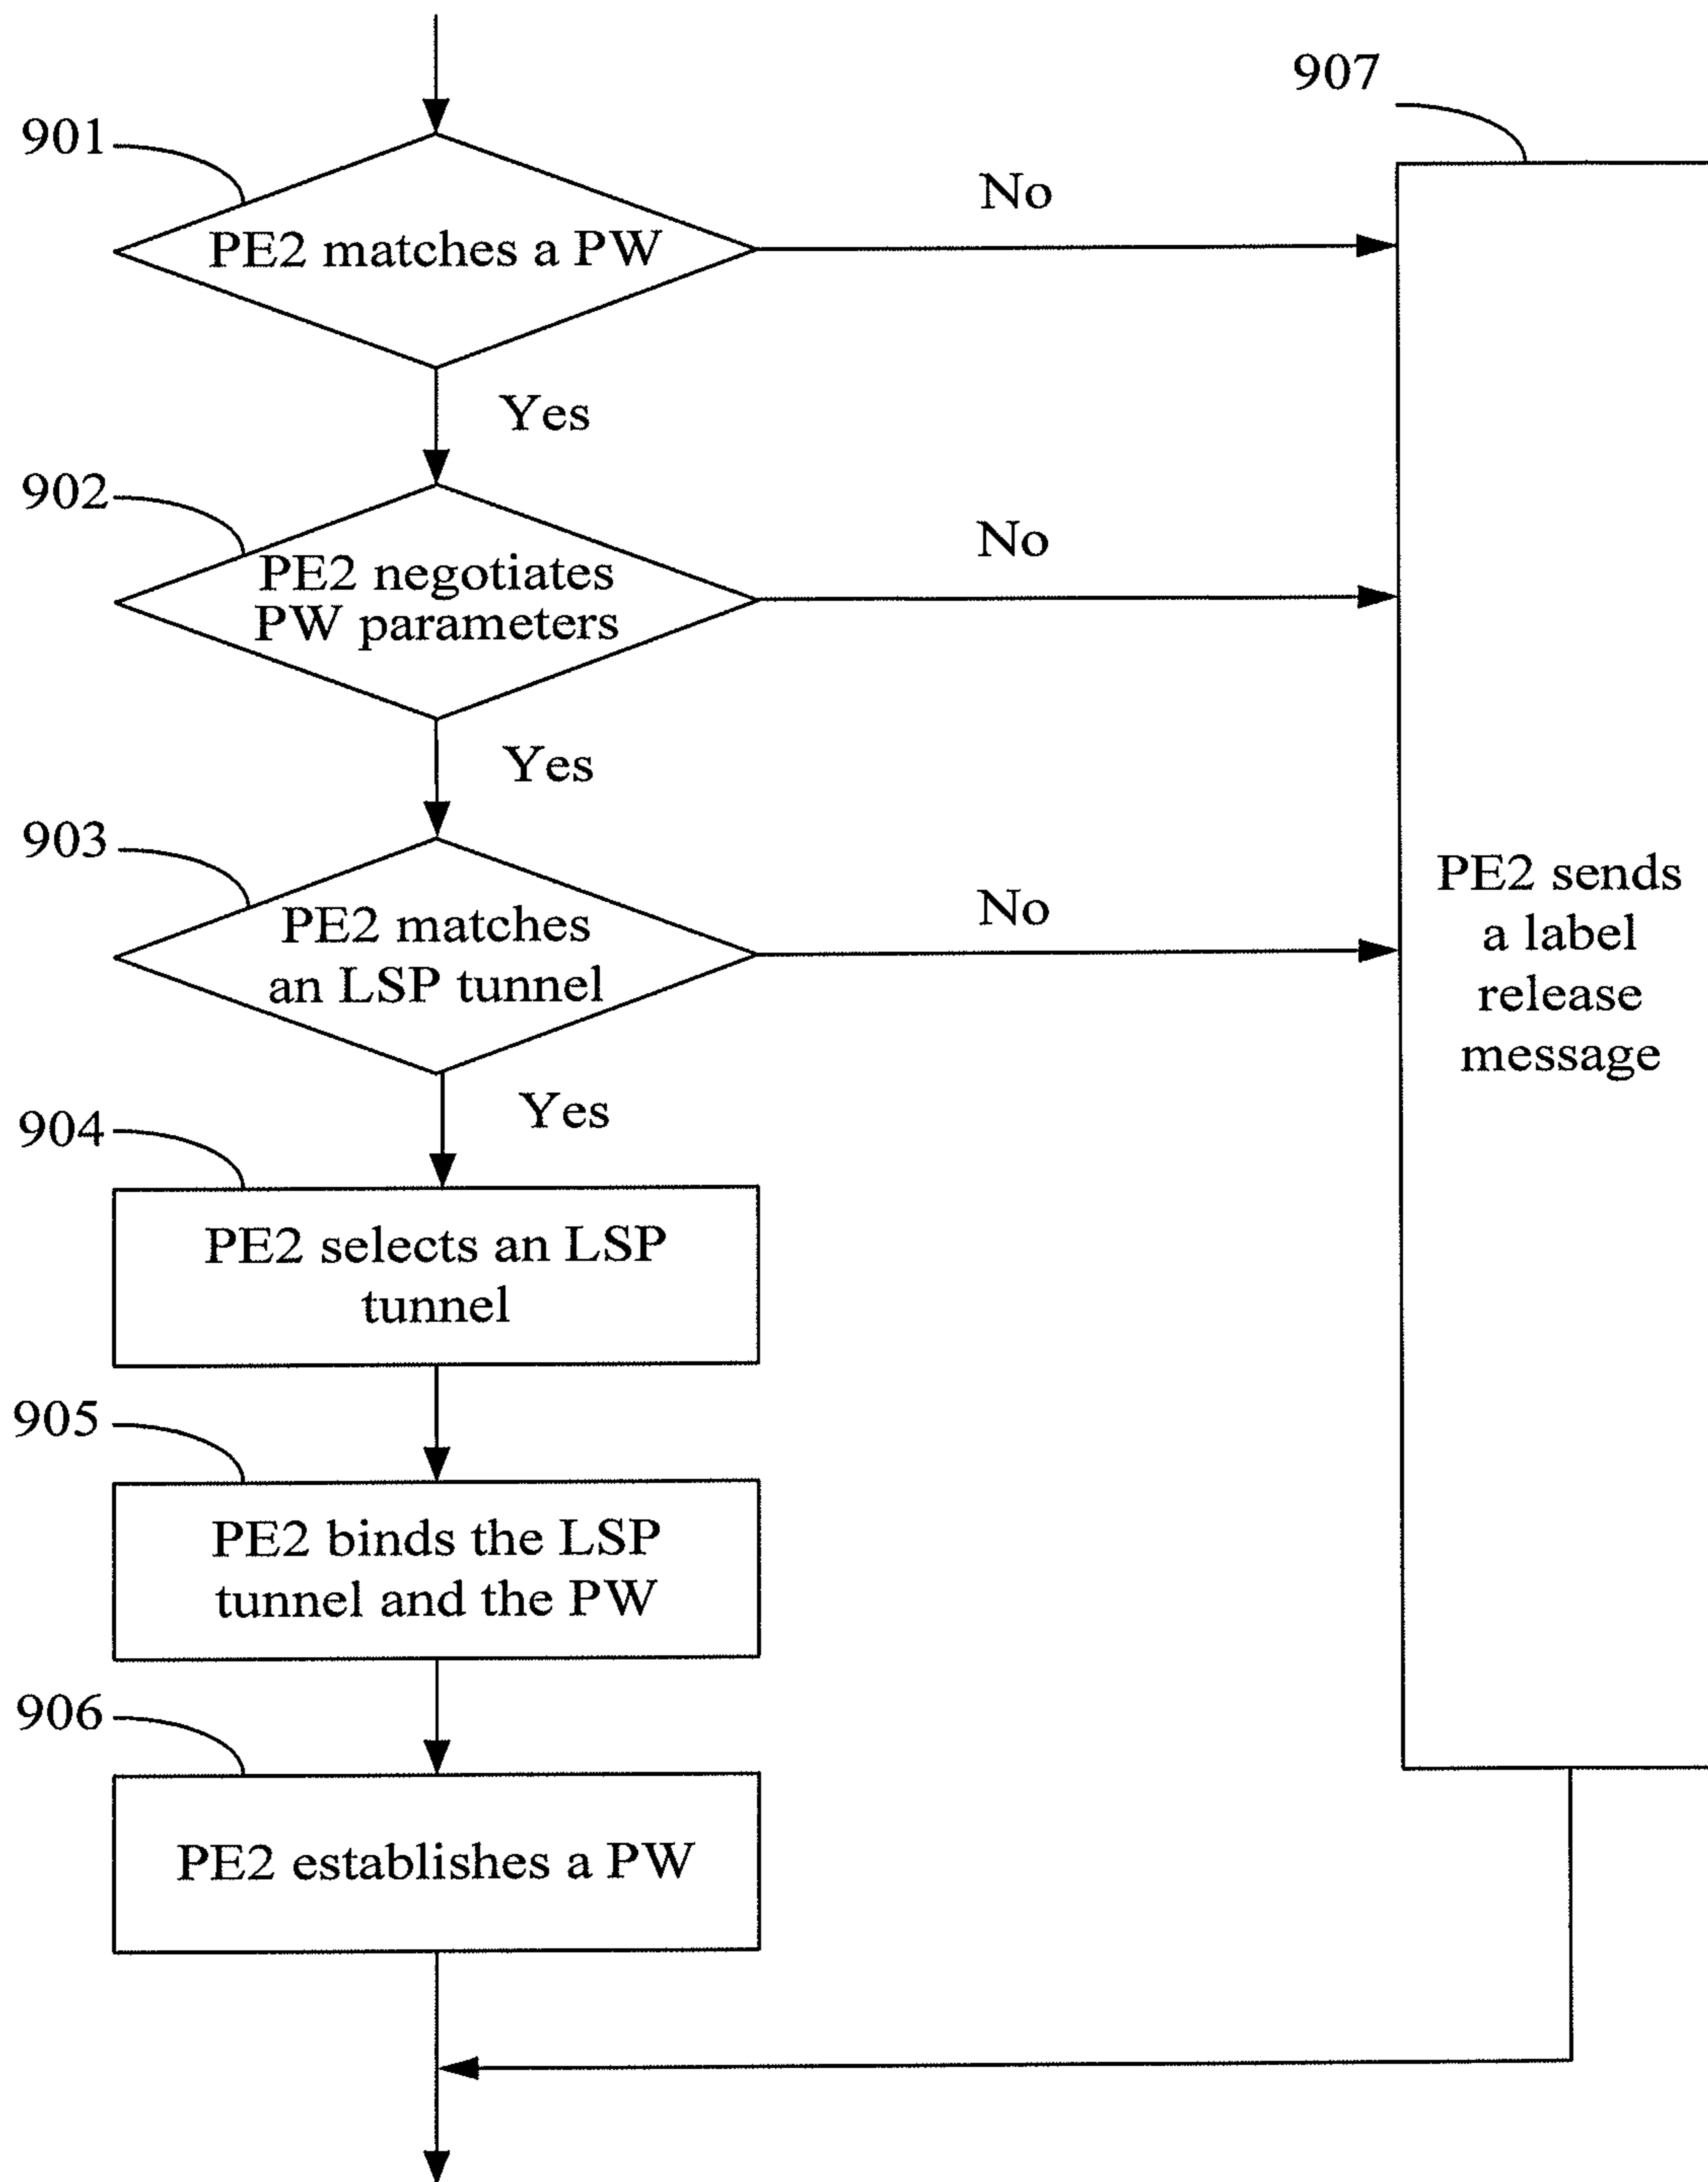 907
901
No
PE2 matches a PW
Yes
902
No
PE2 negotiates
PW parameters
Yes
903
No
PE2 matches
an LSP tunnel
PE2 sends
a label
release
message
Yes
904
PE2 selects an LSP
tunnel
905
PE2 binds the LSP
tunnel and the PW
906
PE2 establishes a PW